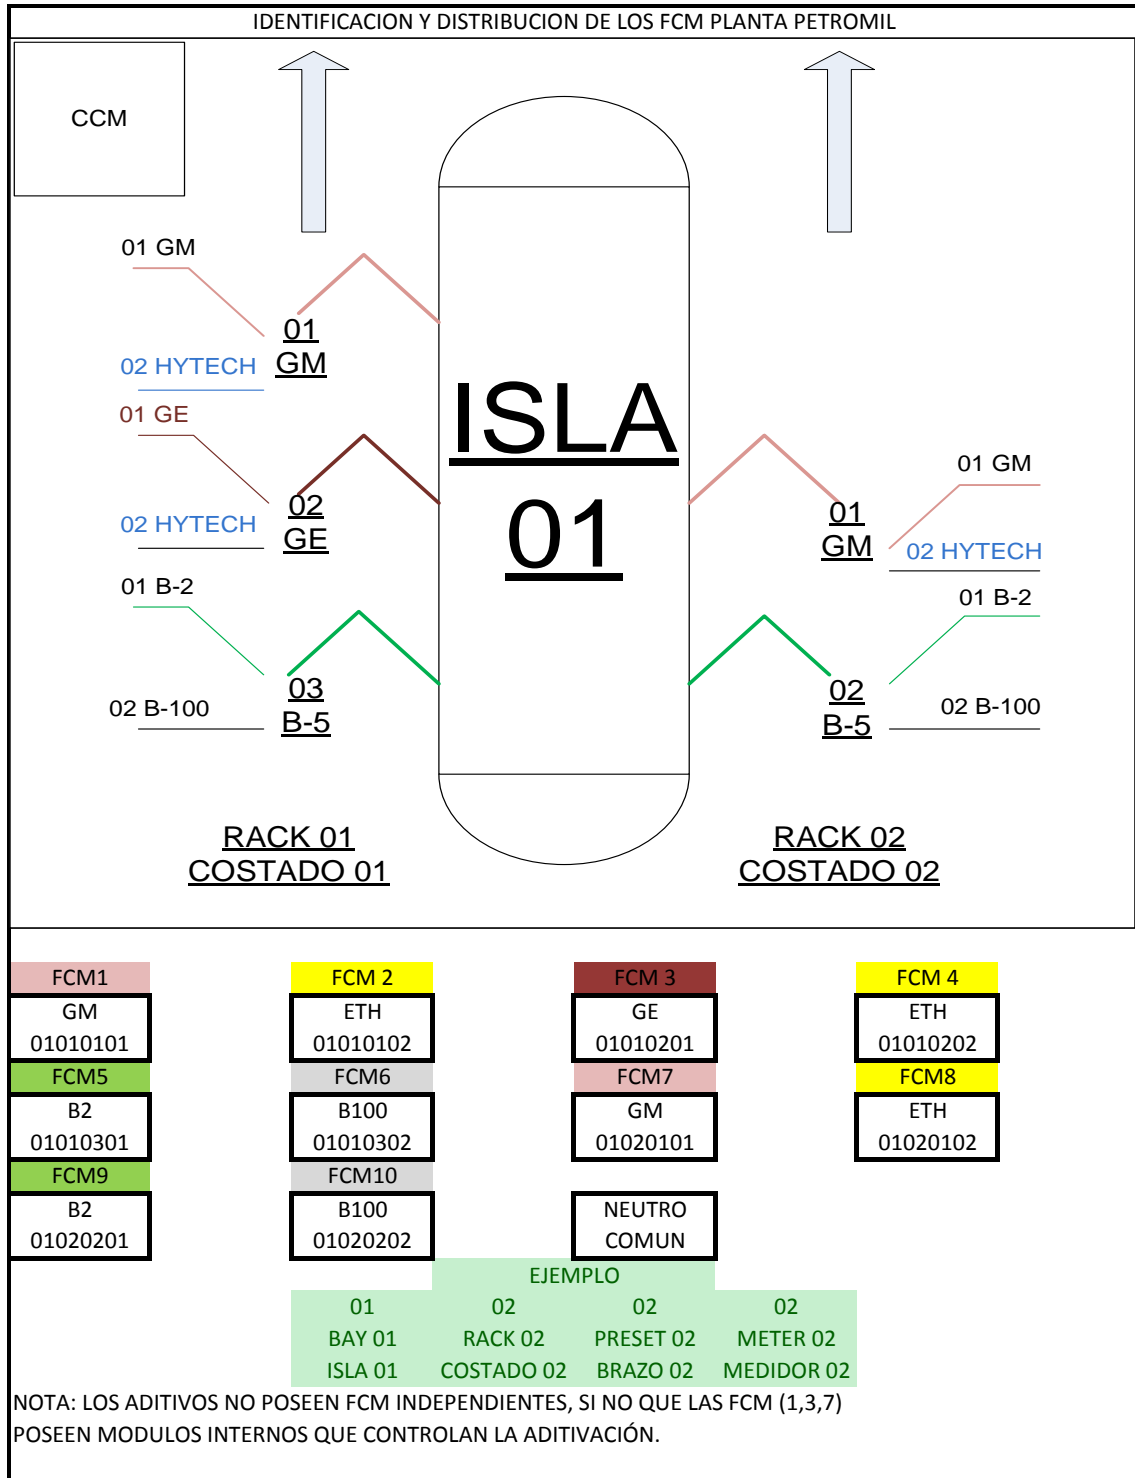 IDENTIFICACION Y DISTRIBUCION DE LOS FCM PLANTA PETROMIL
CCM
01 GM
01
GM
02 HYTECH
01 GE
02
GE
02 HYTECH
01 B-2
03
B-5
02 B-100
ISLA
01
01 GM
01
GM
02 HYTECH
01 B-2
02
B-5
02 B-100
RACK 01
COSTADO 01
RACK 02
COSTADO 02
FCM1 FCM 2 FCM 3 FCM 4
GM ETH GE ETH
01010101 01010102 01010201 01010202
FCM5 FCM6 FCM7 FCM8
B2 B100 GM ETH
01010301 01010302 01020101 01020102
FCM9 FCM10
B2 B100 NEUTRO
01020201 01020202 COMUN
EJEMPLO
01 02 02 02
BAY 01 RACK 02 PRESET 02 METER 02
ISLA 01 COSTADO 02 BRAZO 02 MEDIDOR 02
NOTA: LOS ADITIVOS NO POSEEN FCM INDEPENDIENTES, SI NO QUE LAS FCM (1,3,7)
POSEEN MODULOS INTERNOS QUE CONTROLAN LA ADITIVACIÓN.